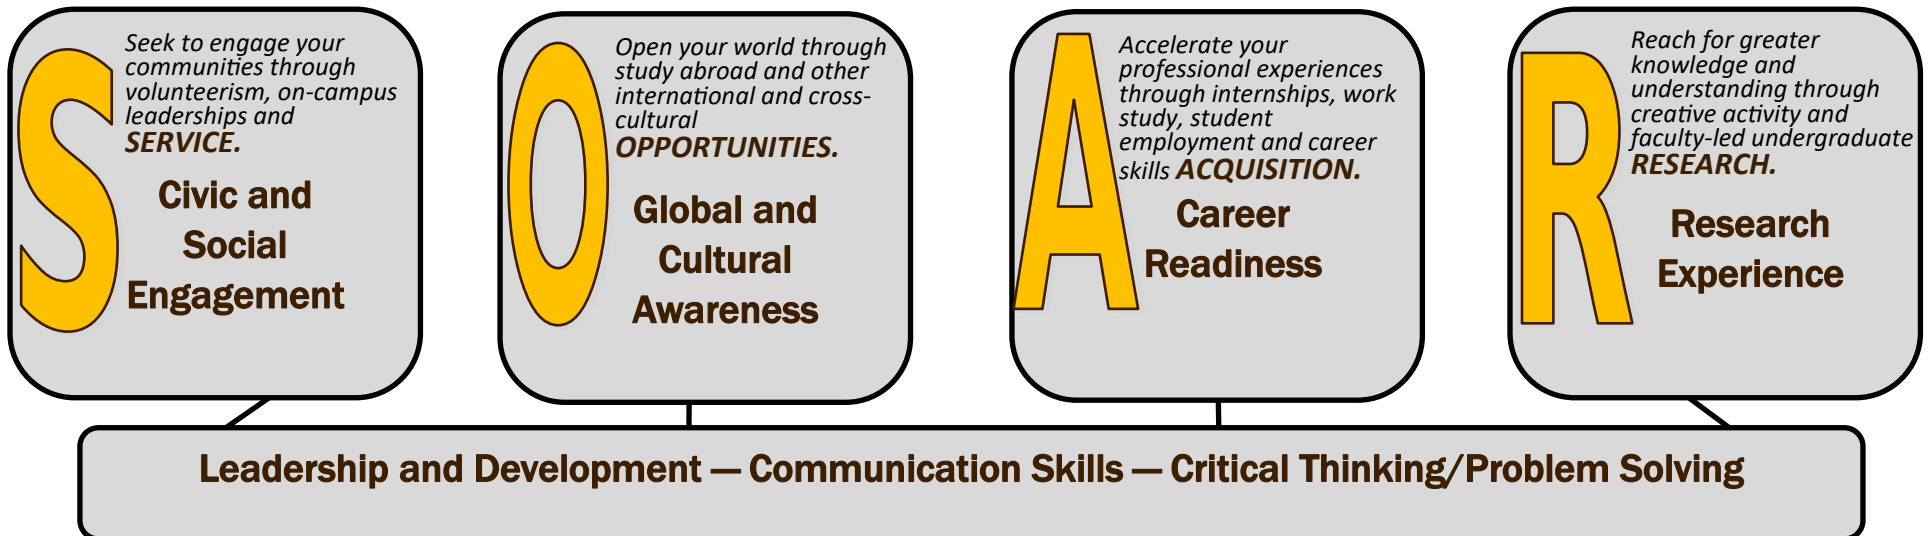 S
Seek to engage your
communities through
volunteerism, on-campus
leaderships and
SERVICE.
Civic and
Social
Engagement
O
Open your world through
study abroad and other
international and cross-
cultural
OPPORTUNITIES.
Global and
Cultural
Awareness
A
Accelerate your
professional experiences
through internships, work
study, student
employment and career
skills ACQUISITION.
Career
Readiness
R
Reach for greater
knowledge and
understanding through
creative activity and
faculty-led undergraduate
RESEARCH.
Research
Experience
Leadership and Development — Communication Skills — Critical Thinking/Problem Solving